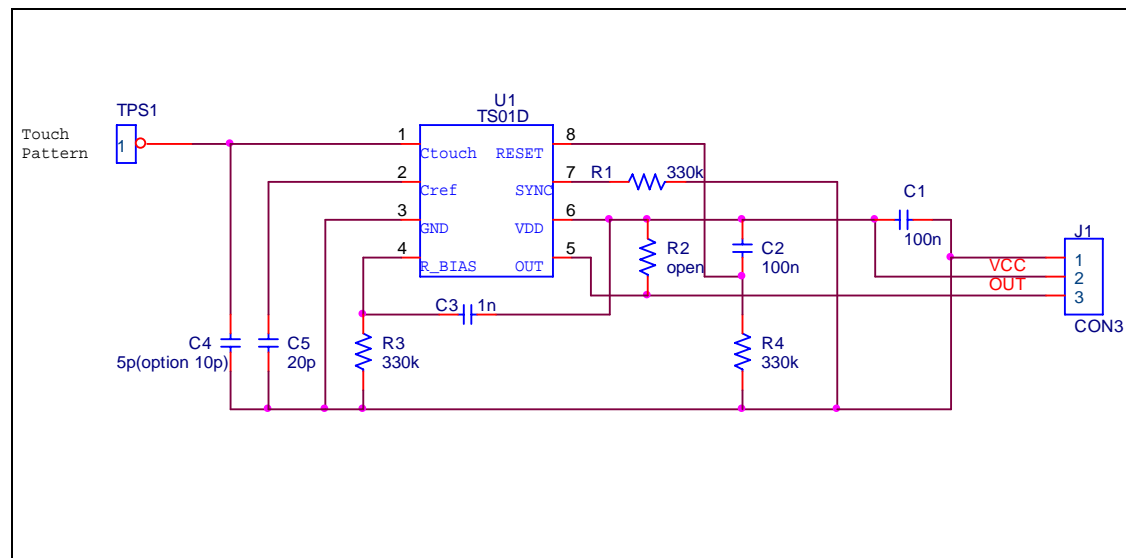 U1
TS01D
TPS1
1
Touch
Pattern
1
Ctouch
2
Cref
3
GND
4
R_BIAS
8
RESET
7
SYNC
6
VDD
5
OUT
R1
330k
C1
100n
R2
open
C2
100n
C3
1n
R3
330k
R4
330k
C4
5p(option 10p)
C5
20p
J1
VCC
OUT
1
2
3
CON3